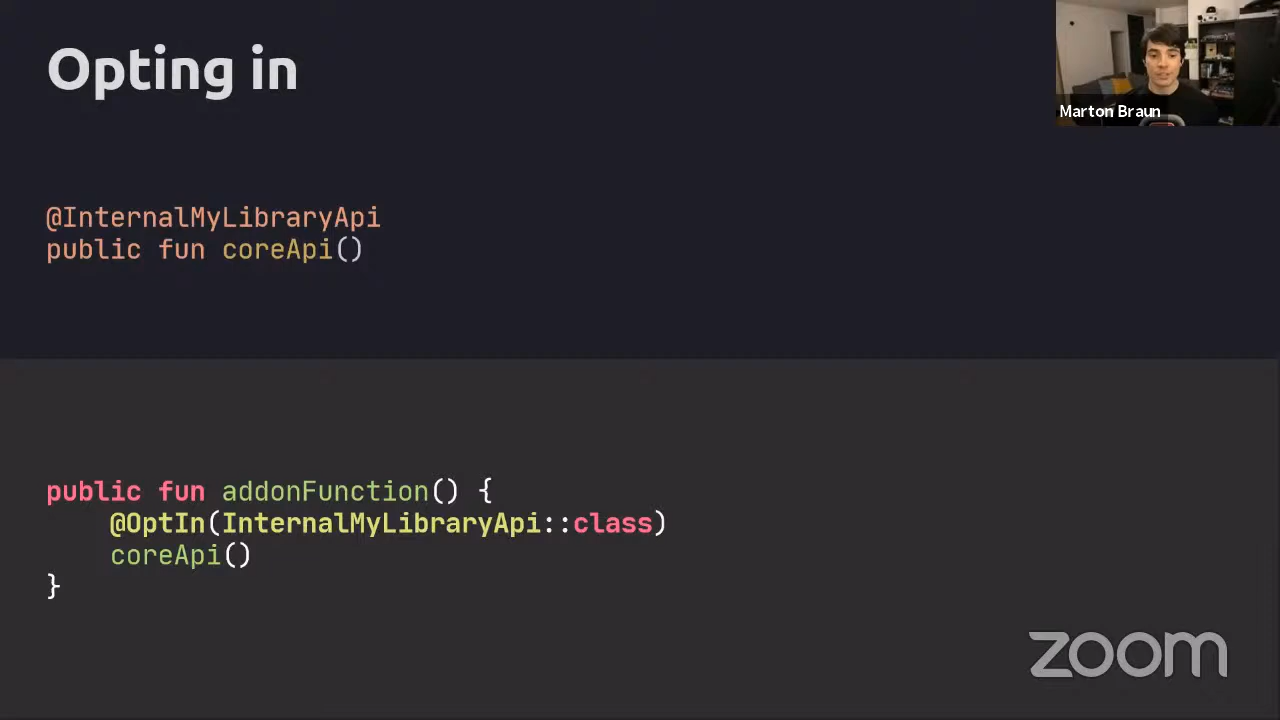 Opting in
Marton Braun
@InternalMyLibraryApi
public fun coreApi()
public fun addonFunction() {
    @OptIn(InternalMyLibraryApi::class)
    coreApi()
}
zoom